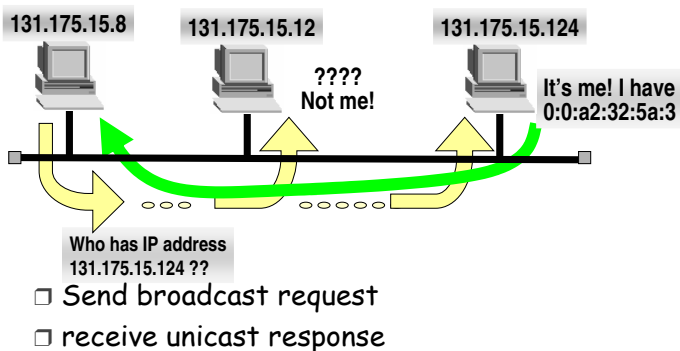 131.175.15.8
131.175.15.12
131.175.15.124
????
Not me!
It's me! I have
0:0:a2:32:5a:3
Who has IP address
131.175.15.124 ??
Send broadcast request
receive unicast response